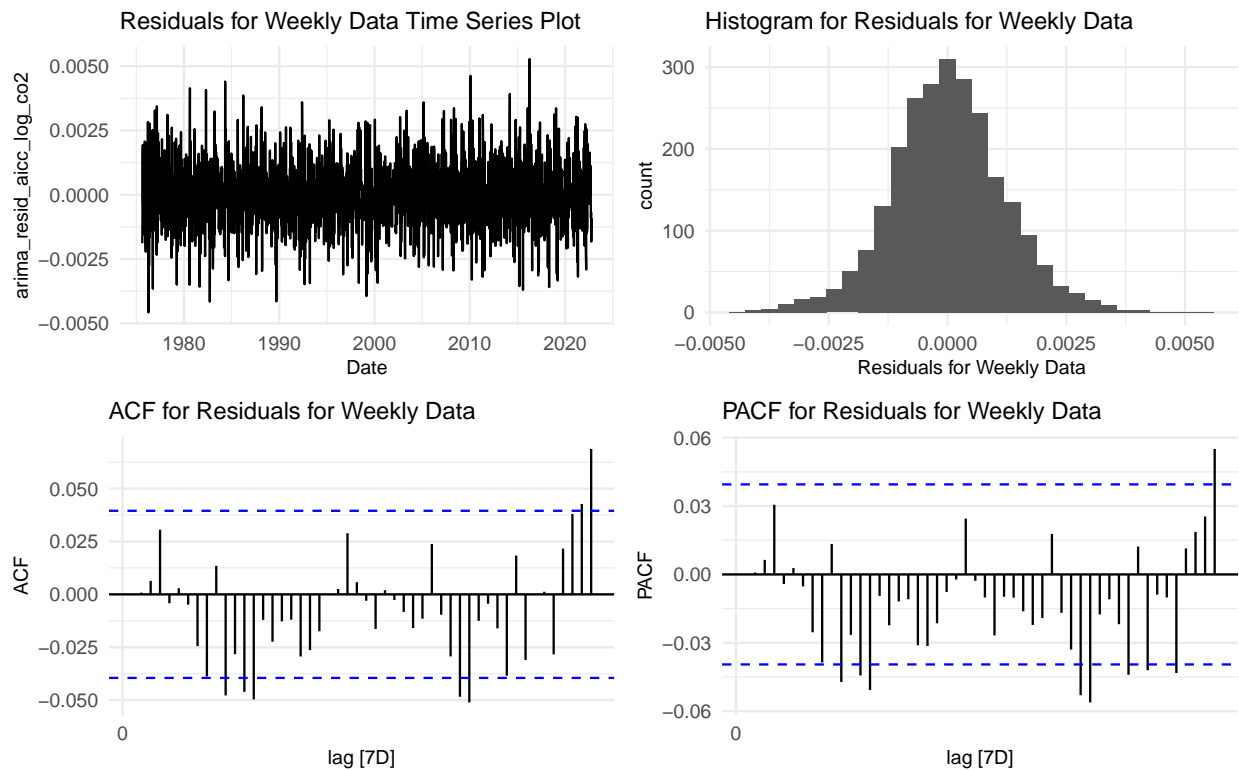 Residuals for Weekly Data Time Series Plot
arima_resid_aicc_log_co2
0.0050
0.0025
0.0000
−0.0025
−0.0050
1980 1990 2000 2010 2020
Date
Histogram for Residuals for Weekly Data
count
300
200
100
0
−0.0050 −0.0025 0.0000 0.0025 0.0050
Residuals for Weekly Data
ACF for Residuals for Weekly Data
ACF
0.050
0.025
0.000
−0.025
−0.050
0
lag [7D]
PACF for Residuals for Weekly Data
PACF
0.06
0.03
0.00
−0.03
−0.06
0
lag [7D]